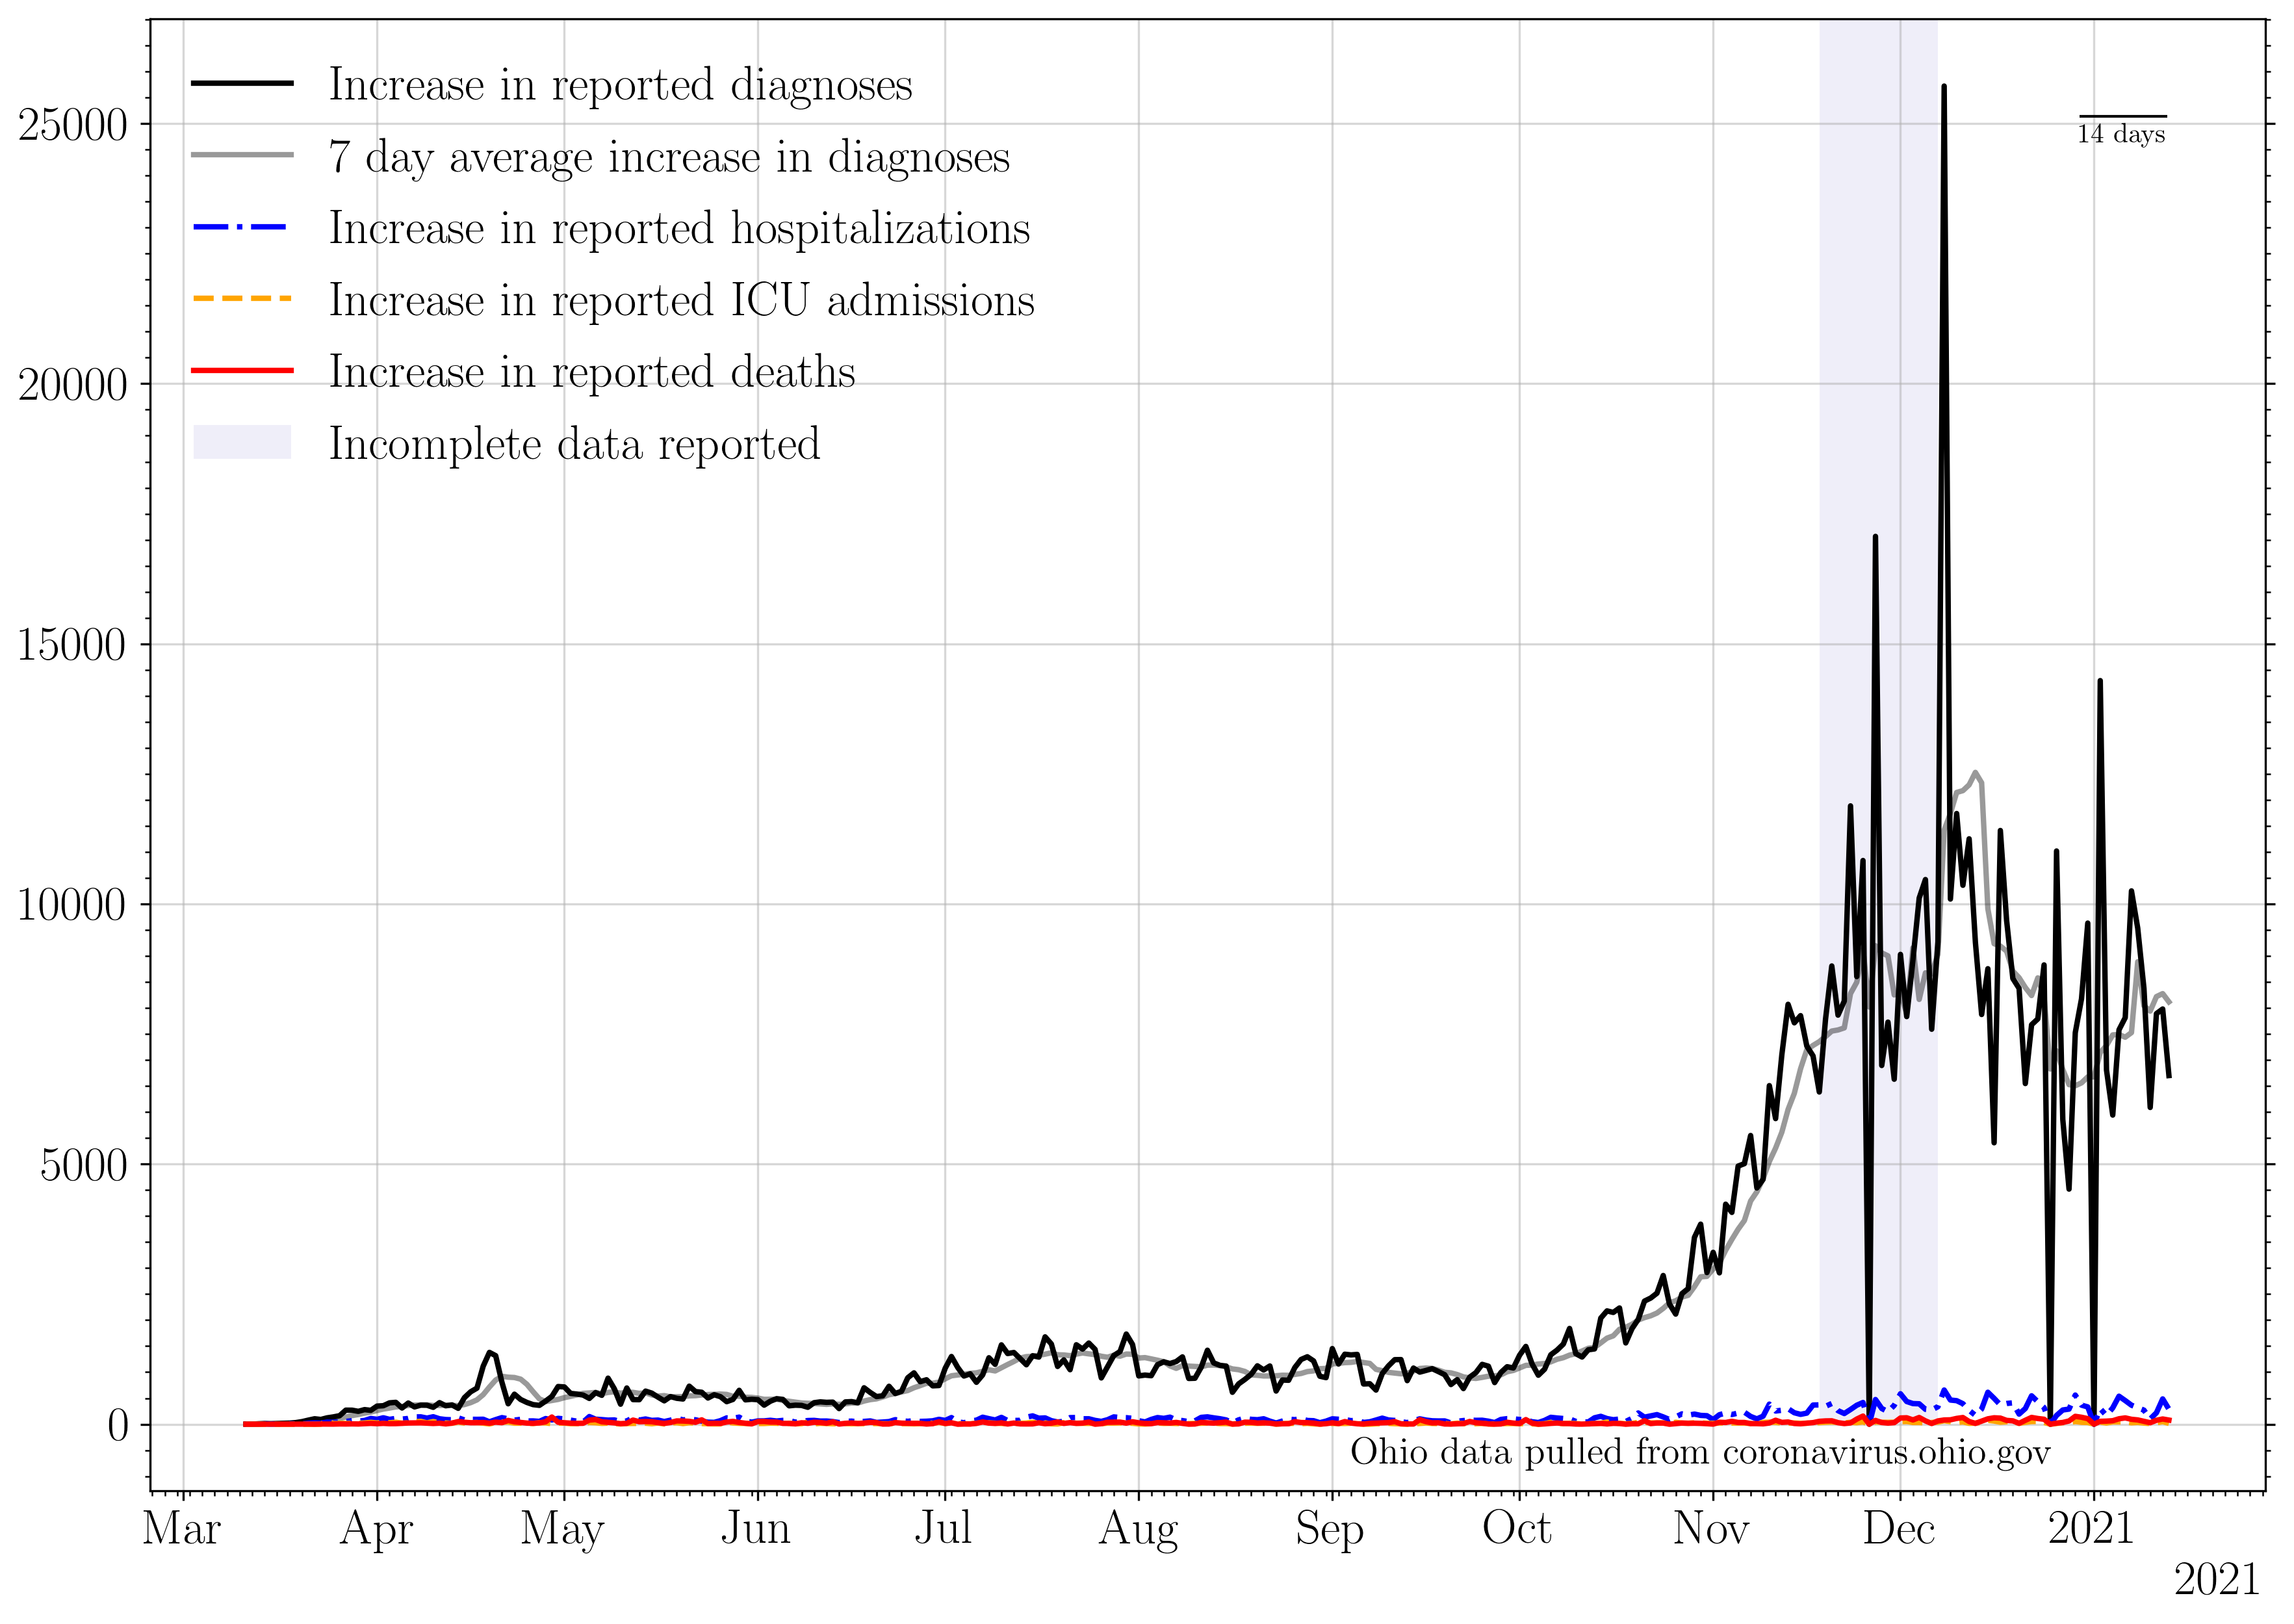 Increase in reported diagnoses
7 day average increase in diagnoses
Increase in reported hospitalizations
Increase in reported ICU admissions
Increase in reported deaths
Incomplete data reported
14 days
25000
20000
15000
10000
5000
0
Ohio data pulled from coronavirus.ohio.gov
Mar Apr May Jun Jul Aug Sep Oct Nov Dec 2021
2021